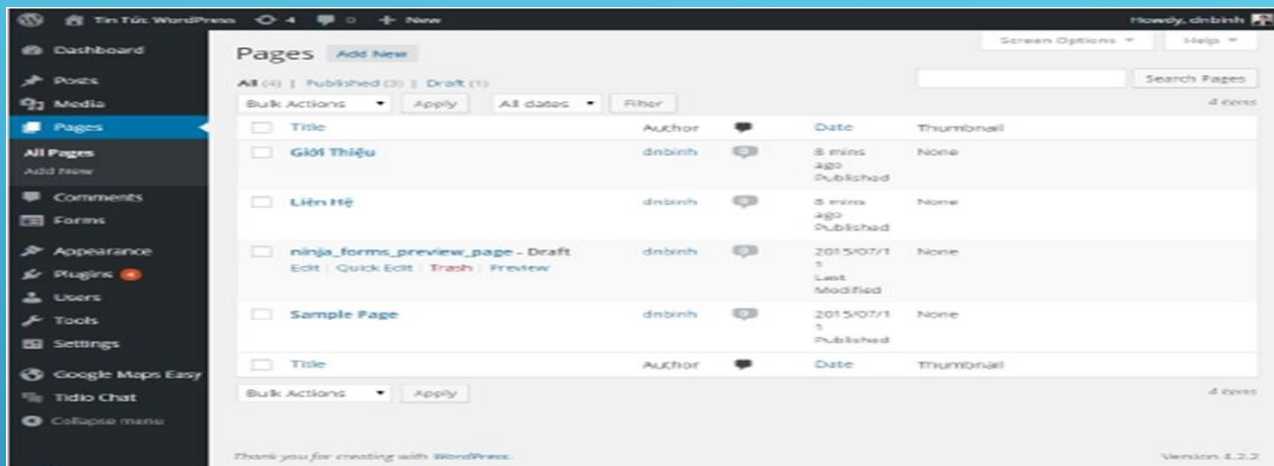 Tin Tức WordPress 4 0 + New Howdy, dnbinh
Dashboard
Posts
Media
Pages
All Pages
Add New
Comments
Forms
Appearance
Plugins 4
Users
Tools
Settings
Google Maps Easy
Tidio Chat
Collapse menu
Screen Options Help
Pages Add New
All (4) | Published (3) | Draft (1)
Search Pages
Bulk Actions Apply All dates Filter 4 items
Title Author Date Thumbnail
Giới Thiệu dnbinh 0 8 mins None
ago
Published
Liên Hệ dnbinh 0 8 mins None
ago
Published
ninja_forms_preview_page - Draft dnbinh 0 2015/07/1 None
Edit | Quick Edit | Trash | Preview 1
Last
Modified
Sample Page dnbinh 0 2015/07/1 None
1
Published
Title Author Date Thumbnail
Bulk Actions Apply 4 items
Thank you for creating with WordPress. Version 4.2.2